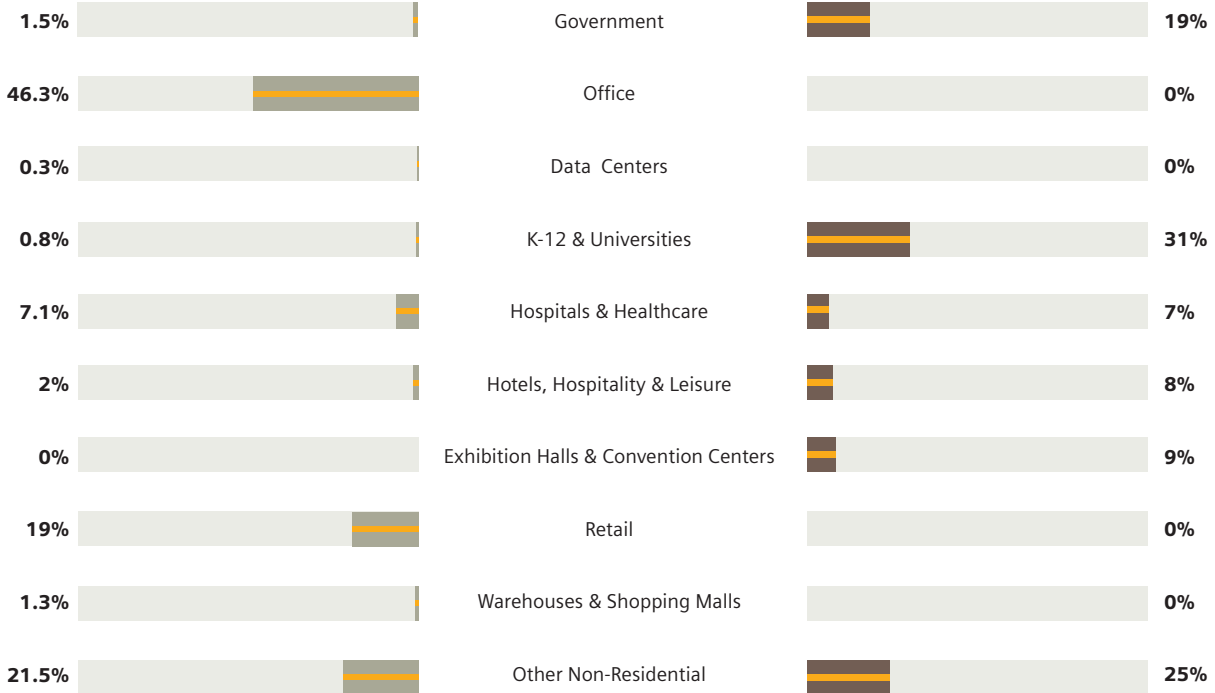 1.5% Government 19%
46.3% Office 0%
0.3% Data Centers 0%
0.8% K-12 & Universities 31%
7.1% Hospitals & Healthcare 7%
2% Hotels, Hospitality & Leisure 8%
0% Exhibition Halls & Convention Centers 9%
19% Retail 0%
1.3% Warehouses & Shopping Malls 0%
21.5% Other Non-Residential 25%